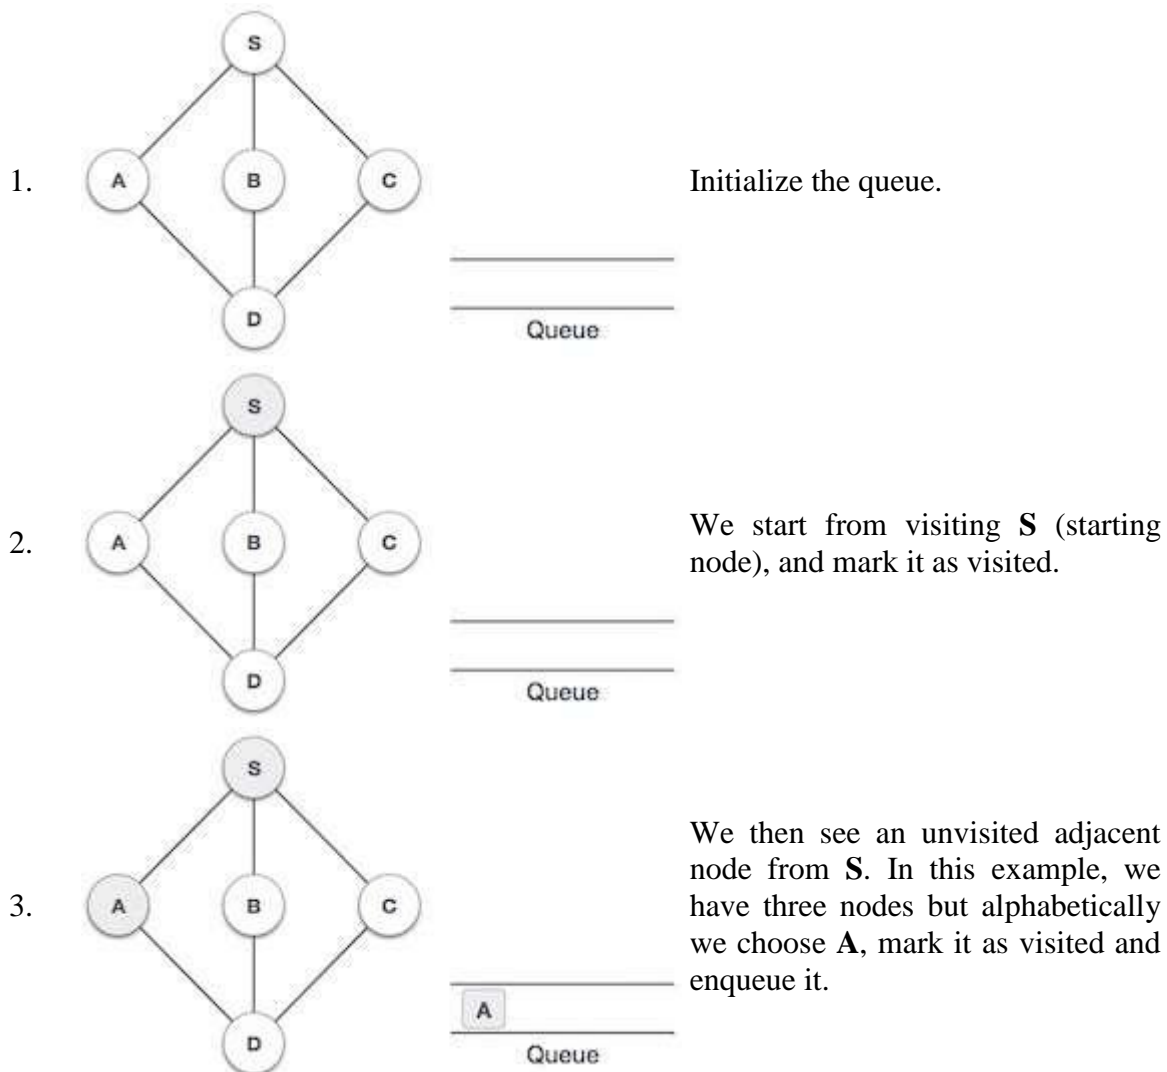 S
1.
A
B
C
Initialize the queue.
D
Queue
S
We start from visiting S (starting
2.
A
B
C
node), and mark it as visited.
D
Queue
S
We then see an unvisited adjacent
node from S. In this example, we
3.
A
B
C
have three nodes but alphabetically
we choose A, mark it as visited and
enqueue it.
A
D
Queue